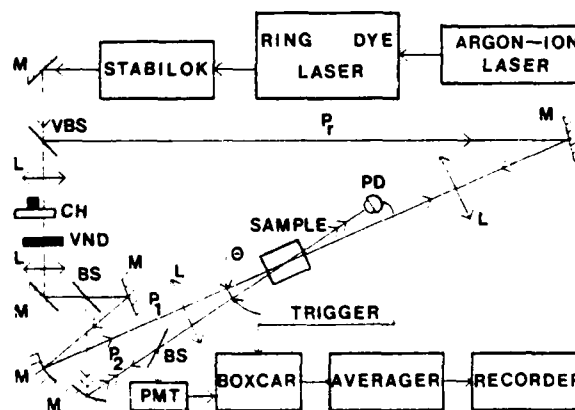 RING DYE
LASER
ARGON-ION
LASER
STABILOK
M
VBS
Pr
M
L
PD
CH
SAMPLE
L
VND
L
BS
M
L
Θ
M
P1
TRIGGER
P2
BS
M
M
PMT
BOXCAR
AVERAGER
RECORDER